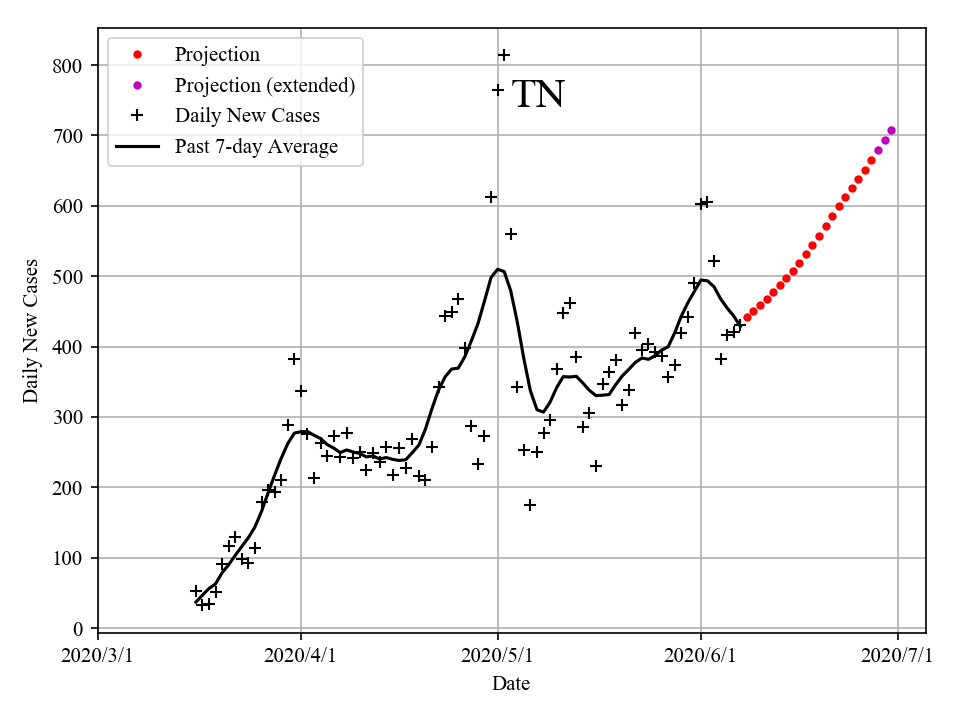 Projection
Projection (extended)
Daily New Cases
Past 7-day Average
TN
800
700
600
500
400
300
200
100
0
Daily New Cases
2020/3/1 2020/4/1 2020/5/1 2020/6/1 2020/7/1
Date